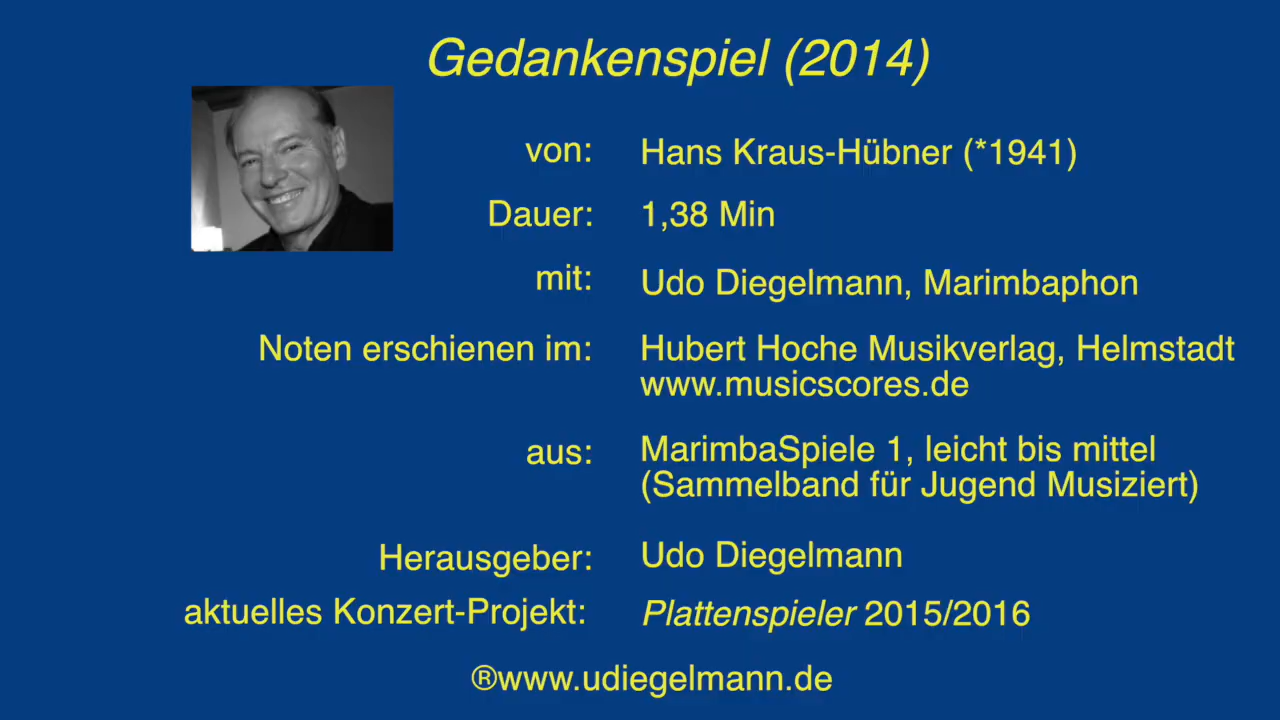 Gedankenspiel (2014)
von: Hans Kraus-Hübner (*1941)
Dauer: 1,38 Min
mit: Udo Diegelmann, Marimbaphon
Noten erschienen im: Hubert Hoche Musikverlag, Helmstadt
www.musicscores.de
aus: MarimbaSpiele 1, leicht bis mittel
(Sammelband für Jugend Musiziert)
Herausgeber: Udo Diegelmann
aktuelles Konzert-Projekt: Plattenspieler 2015/2016
®www.udiegelmann.de